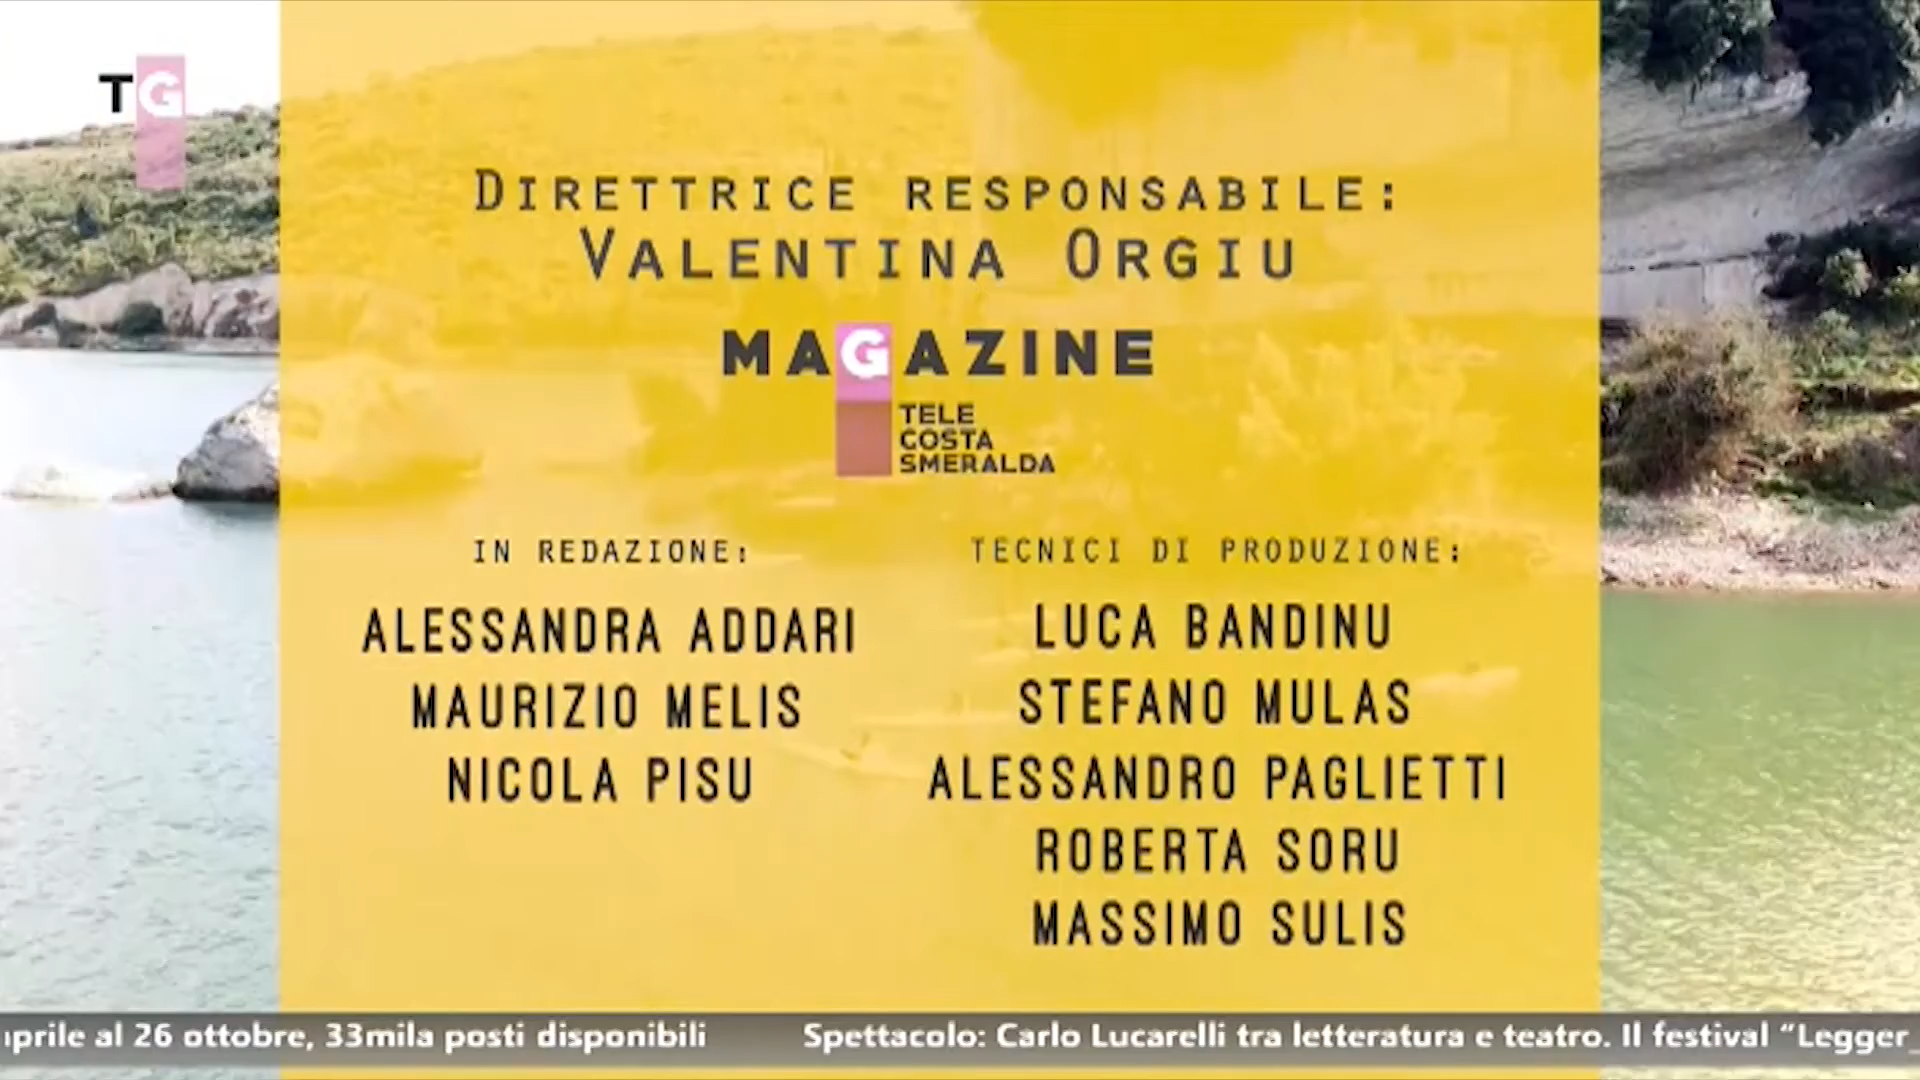 TG
DIRETTRICE RESPONSABILE:
VALENTINA ORGIU
MAGAZINE
TELE
COSTA
SMERALDA
IN REDAZIONE:
ALESSANDRA ADDARI
MAURIZIO MELIS
NICOLA PISU
TECNICI DI PRODUZIONE:
LUCA BANDINU
STEFANO MULAS
ALESSANDRO PAGLIETTI
ROBERTA SORU
MASSIMO SULIS
aprile al 26 ottobre, 33mila posti disponibili Spettacolo: Carlo Lucarelli tra letteratura e teatro. Il festival “Legger_